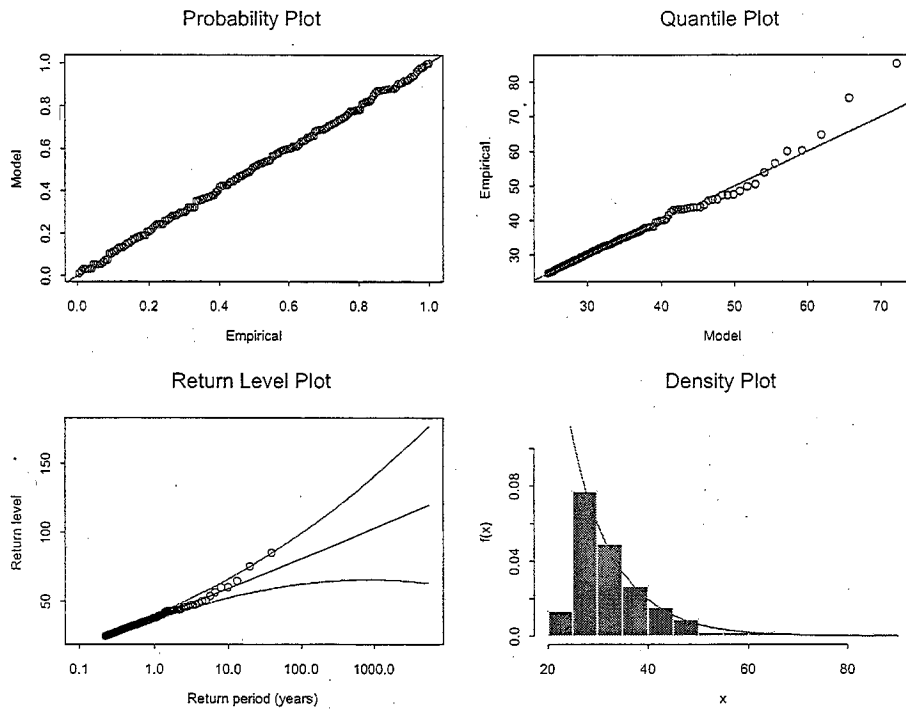 Probability Plot
Model
0.0 0.2 0.4 0.6 0.8 1.0
0.0 0.2 0.4 0.6 0.8 1.0
Empirical
Quantile Plot
Empirical
30 40 50 60 70 80
30 40 50 60 70
Model
Return Level Plot
Return level
50 100 150
0.1 1.0 10.0 100.0 1000.0
Return period (years)
Density Plot
f(x)
0.0 0.04 0.08
20 40 60 80
x